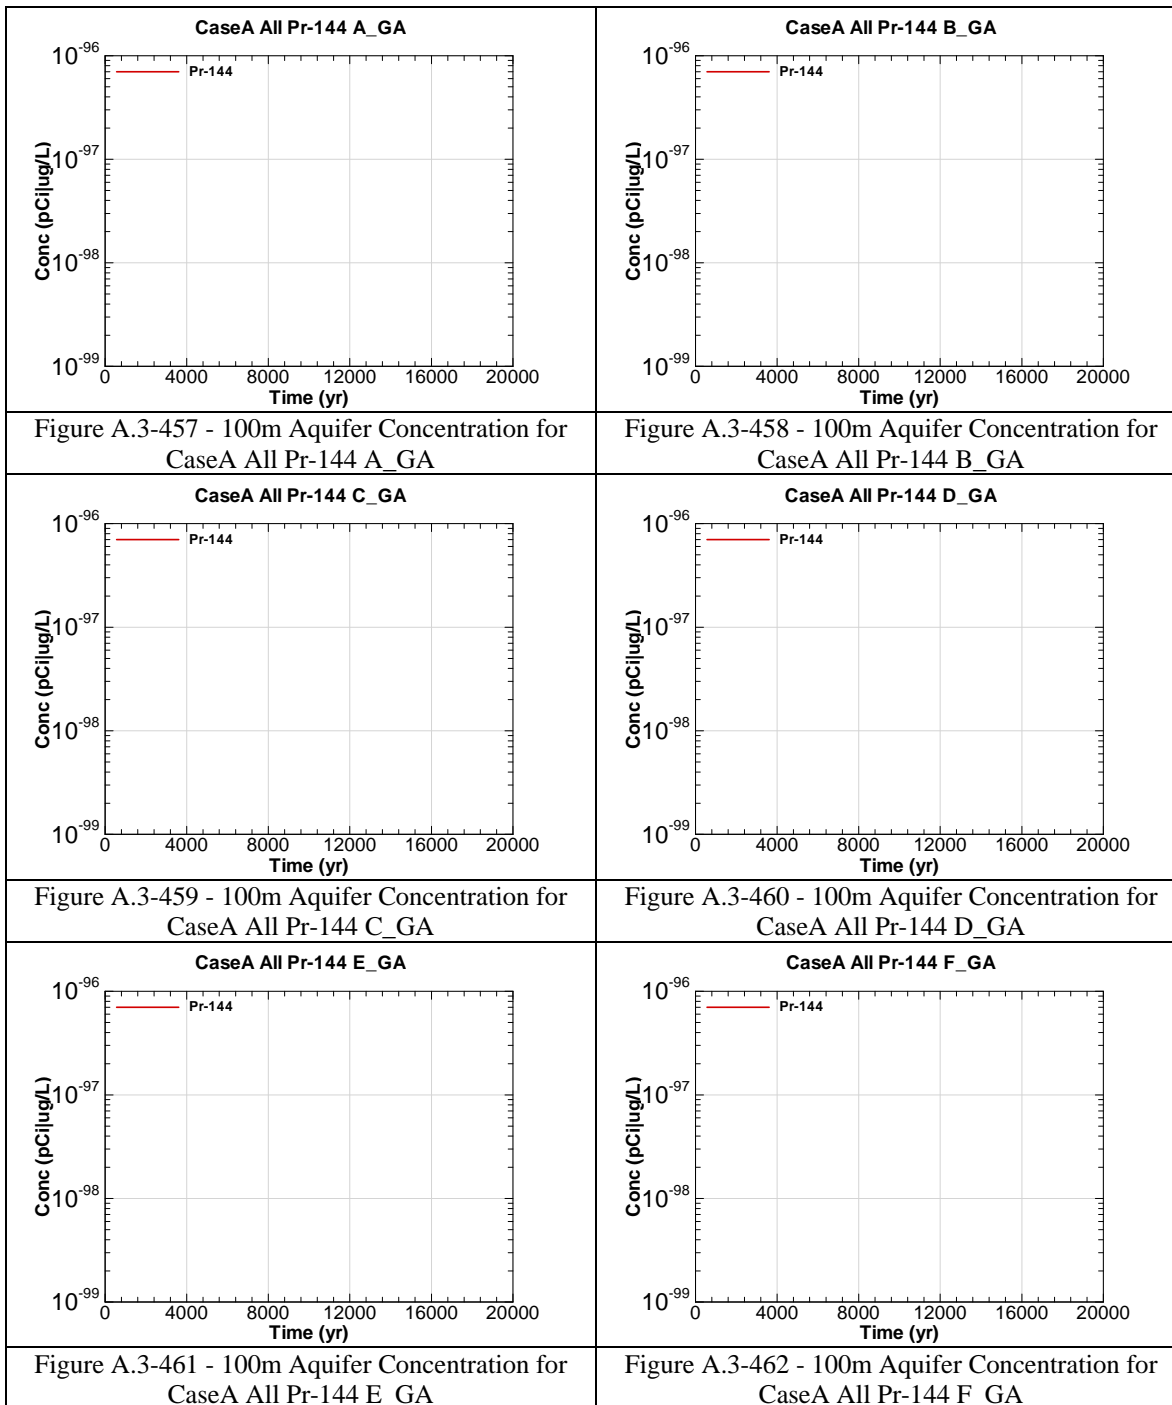 CaseA All Pr-144 A_GA
Pr-144
10-96
10-97
10-98
10-99
Conc (pCi|ug/L)
0 4000 8000 12000 16000 20000
Time (yr)
Figure A.3-457 - 100m Aquifer Concentration for
CaseA All Pr-144 A_GA
CaseA All Pr-144 B_GA
Pr-144
10-96
10-97
10-98
10-99
Conc (pCi|ug/L)
0 4000 8000 12000 16000 20000
Time (yr)
Figure A.3-458 - 100m Aquifer Concentration for
CaseA All Pr-144 B_GA
CaseA All Pr-144 C_GA
Pr-144
10-96
10-97
10-98
10-99
Conc (pCi|ug/L)
0 4000 8000 12000 16000 20000
Time (yr)
Figure A.3-459 - 100m Aquifer Concentration for
CaseA All Pr-144 C_GA
CaseA All Pr-144 D_GA
Pr-144
10-96
10-97
10-98
10-99
Conc (pCi|ug/L)
0 4000 8000 12000 16000 20000
Time (yr)
Figure A.3-460 - 100m Aquifer Concentration for
CaseA All Pr-144 D_GA
CaseA All Pr-144 E_GA
Pr-144
10-96
10-97
10-98
10-99
Conc (pCi|ug/L)
0 4000 8000 12000 16000 20000
Time (yr)
Figure A.3-461 - 100m Aquifer Concentration for
CaseA All Pr-144 E_GA
CaseA All Pr-144 F_GA
Pr-144
10-96
10-97
10-98
10-99
Conc (pCi|ug/L)
0 4000 8000 12000 16000 20000
Time (yr)
Figure A.3-462 - 100m Aquifer Concentration for
CaseA All Pr-144 F_GA